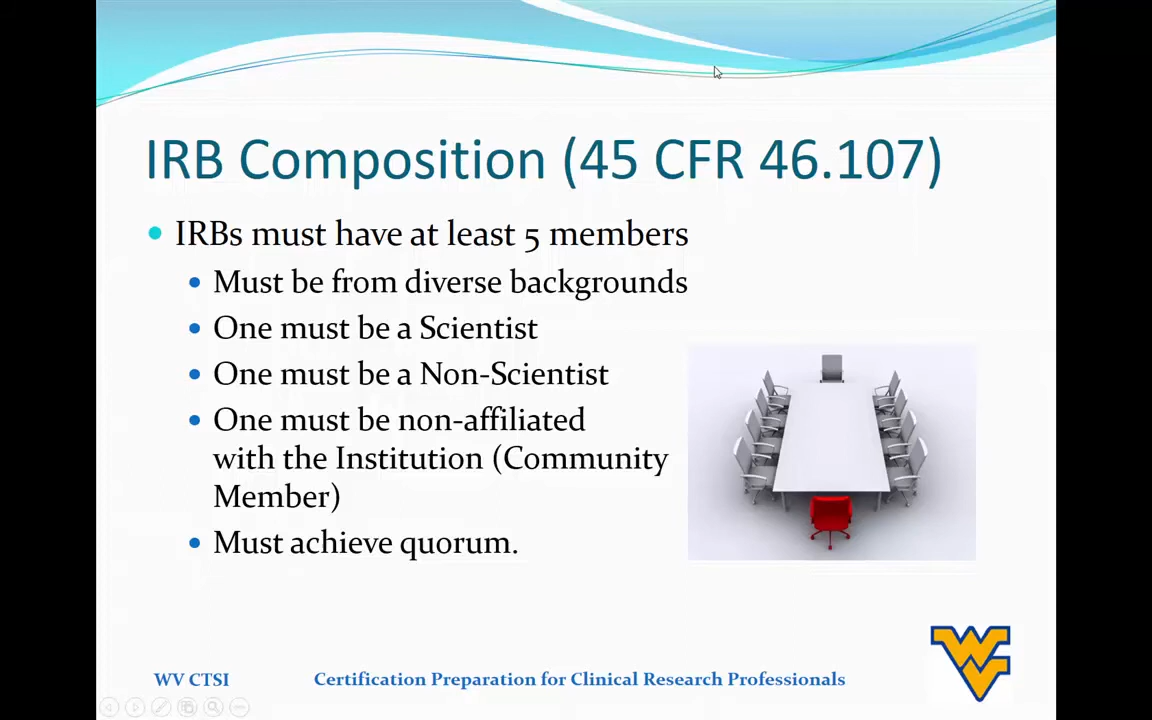 IRB Composition (45 CFR 46.107)
IRBs must have at least 5 members
Must be from diverse backgrounds
One must be a Scientist
One must be a Non-Scientist
One must be non-affiliated
with the Institution (Community
Member)
Must achieve quorum.
WV CTSI
Certification Preparation for Clinical Research Professionals